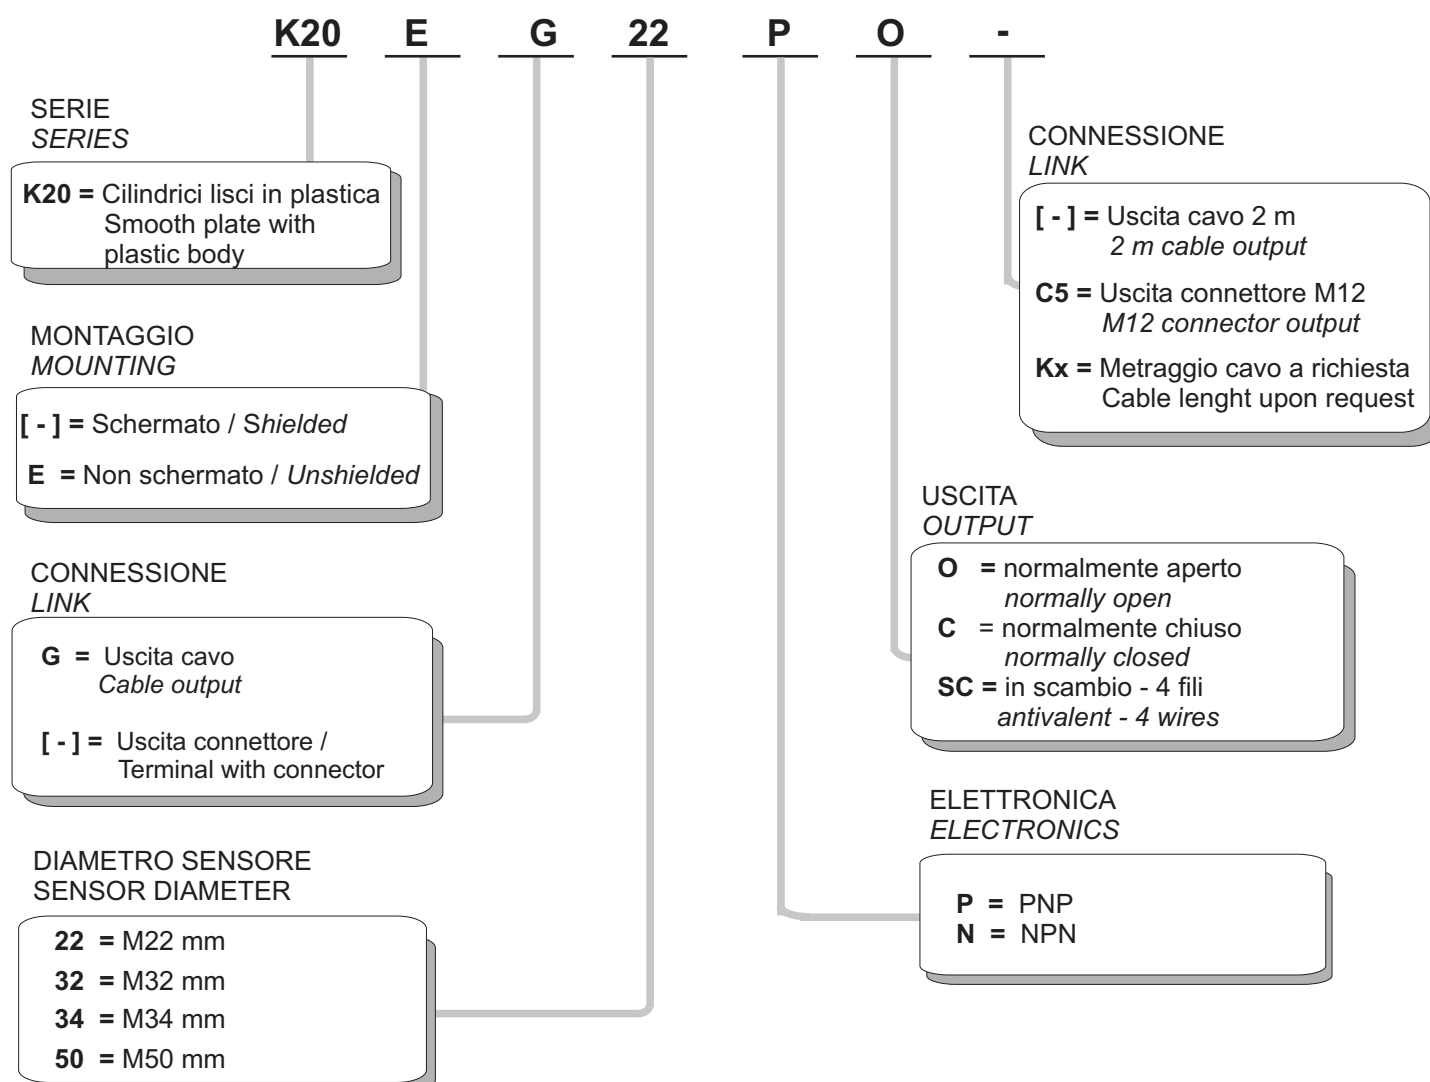 K20 E G 22 P O -
SERIE
SERIES
K20 = Cilindrici lisci in plastica
Smooth plate with
plastic body
MONTAGGIO
MOUNTING
[ - ] = Schermato / Shielded
E = Non schermato / Unshielded
CONNESSIONE
LINK
G = Uscita cavo
Cable output
[ - ] = Uscita connettore /
Terminal with connector
DIAMETRO SENSORE
SENSOR DIAMETER
22 = M22 mm
32 = M32 mm
34 = M34 mm
50 = M50 mm
CONNESSIONE
LINK
[ - ] = Uscita cavo 2 m
2 m cable output
C5 = Uscita connettore M12
M12 connector output
Kx = Metraggio cavo a richiesta
Cable lenght upon request
USCITA
OUTPUT
O = normalmente aperto
normally open
C = normalmente chiuso
normally closed
SC = in scambio - 4 fili
antivalent - 4 wires
ELETTRONICA
ELECTRONICS
P = PNP
N = NPN